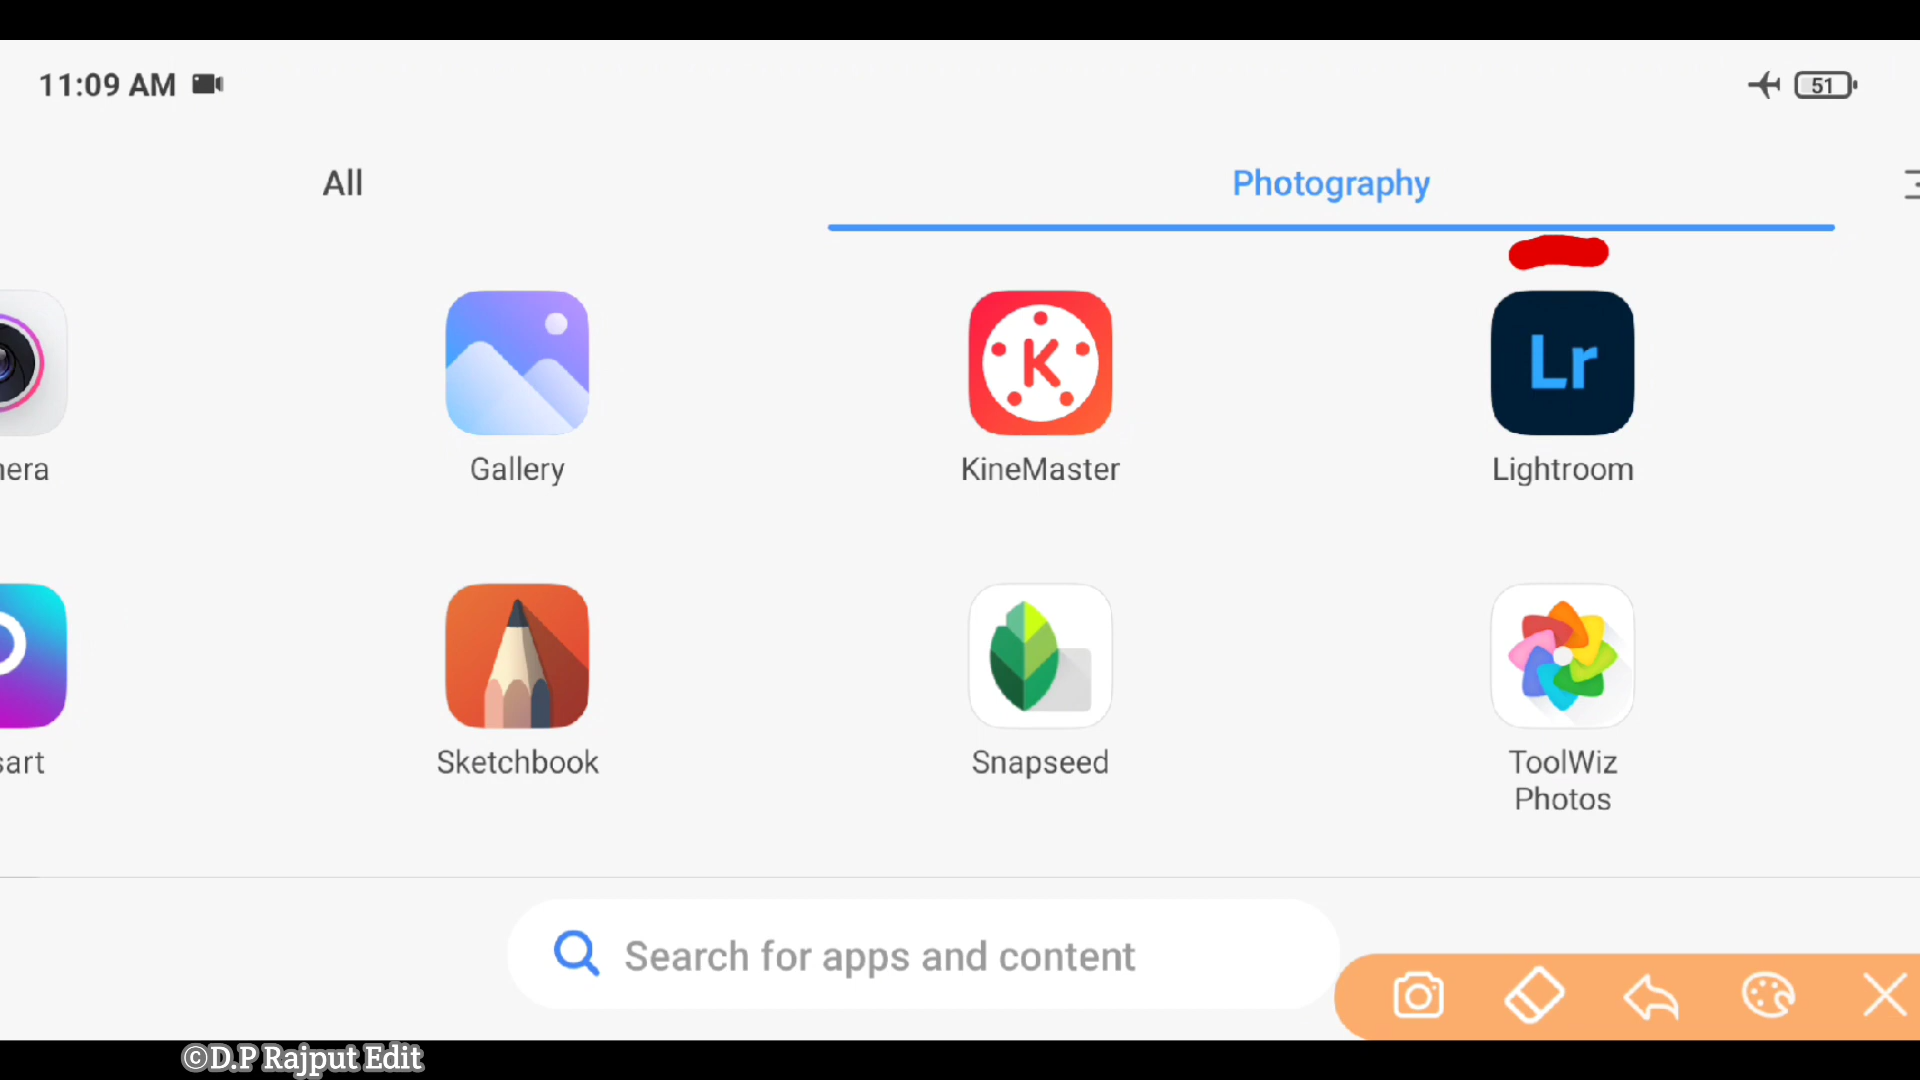 11:09 AM
51
All
Photography
K
Lr
era
Gallery
KineMaster
Lightroom
sart
Sketchbook
Snapseed
ToolWiz
Photos
Search for apps and content
©D.P Rajput Edit